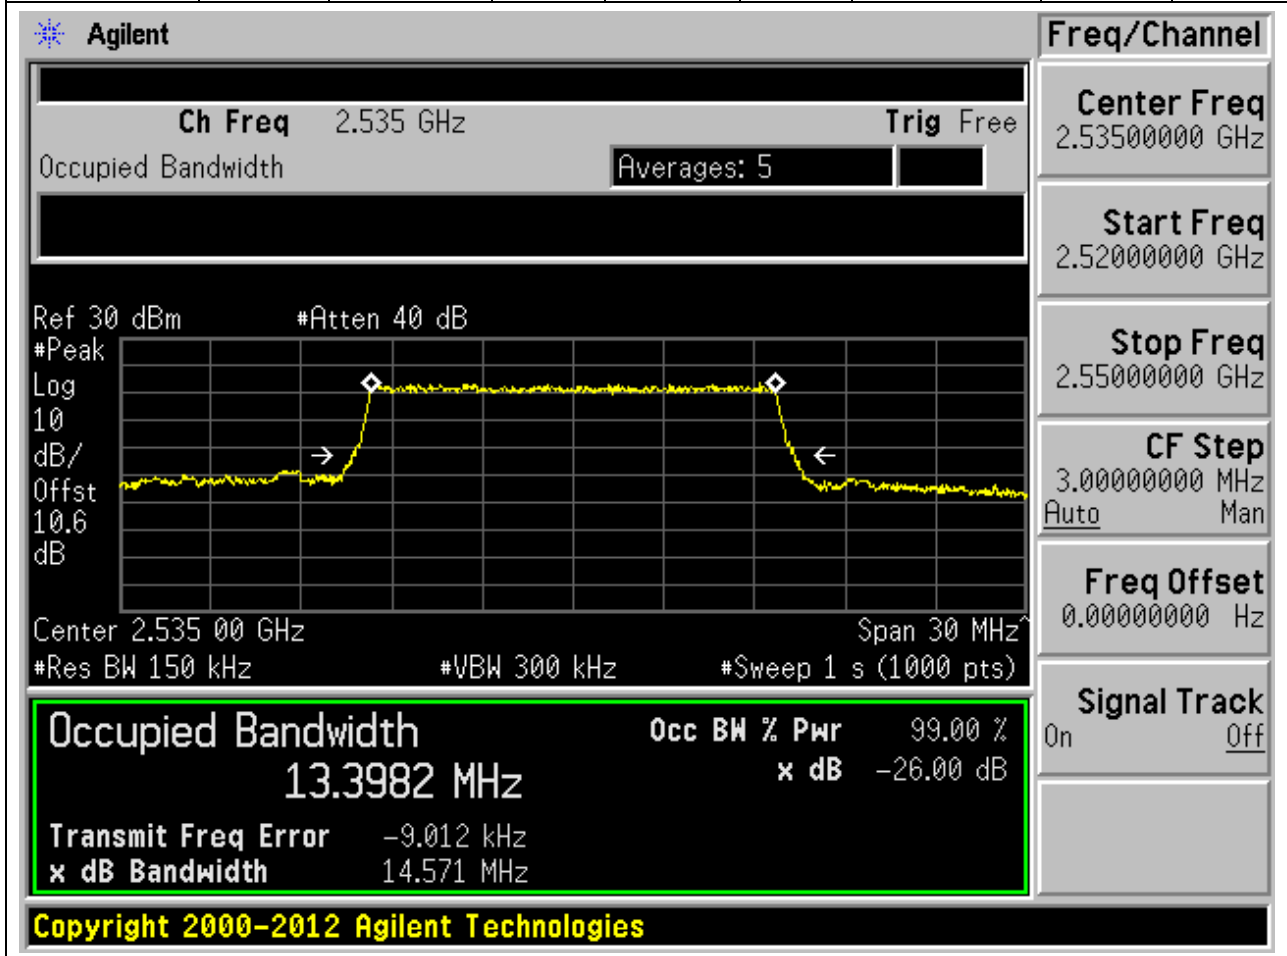 Agilent
Freq/Channel
Ch Freq 2.535 GHz Trig Free
Occupied Bandwidth Averages: 5
Center Freq
2.53500000 GHz
Start Freq
2.52000000 GHz
Stop Freq
2.55000000 GHz
CF Step
3.00000000 MHz
Auto Man
Freq Offset
0.00000000 Hz
Signal Track
On Off
Ref 30 dBm #Atten 40 dB
#Peak
Log
10
dB/
Offst
10.6
dB
Center 2.535 00 GHz Span 30 MHz^
#Res BW 150 kHz #VBW 300 kHz #Sweep 1 s (1000 pts)
Occupied Bandwidth
13.3982 MHz
Occ BW % Pwr 99.00 %
x dB -26.00 dB
Transmit Freq Error -9.012 kHz
x dB Bandwidth 14.571 MHz
Copyright 2000-2012 Agilent Technologies